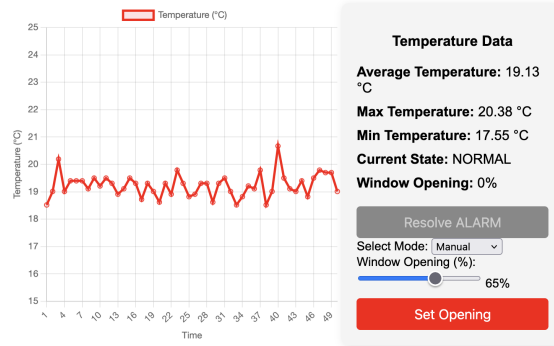 Temperature (°C)
25
24
23
22
21
20
19
18
17
16
15
Temperature (°C)
1 4 7 10 13 16 19 22 25 28 31 34 37 40 43 46 49
Time
Temperature Data
Average Temperature: 19.13
°C
Max Temperature: 20.38 °C
Min Temperature: 17.55 °C
Current State: NORMAL
Window Opening: 0%
Resolve ALARM
Select Mode: Manual
Window Opening (%):
65%
Set Opening